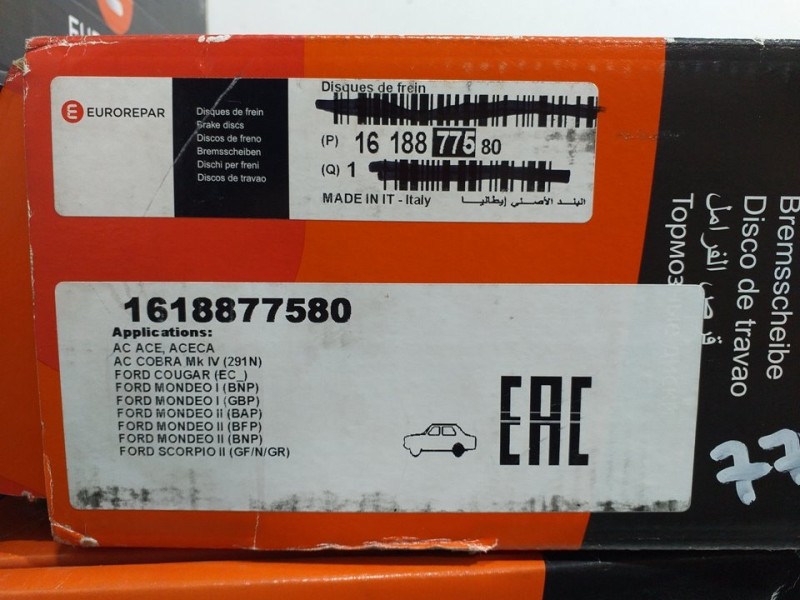 EUROREPAR
Disques de frein
Brake discs
Discos de freno
Bremsscheiben
Dischi per freni
Discos de travao
Disques de frein
(P) 16 188 775 80
(Q) 1
MADE IN IT - Italy
البلد الأصلي إيطاليا
1618877580
Applications:
AC ACE, ACECA
AC COBRA Mk IV (291N)
FORD COUGAR (EC_)
FORD MONDEO I (BNP)
FORD MONDEO I (GBP)
FORD MONDEO II (BAP)
FORD MONDEO II (BFP)
FORD MONDEO II (BNP)
FORD SCORPIO II (GF/N/GR)
EAC
Bremsscheibe
Disco de travao
قرص الفرامل
77